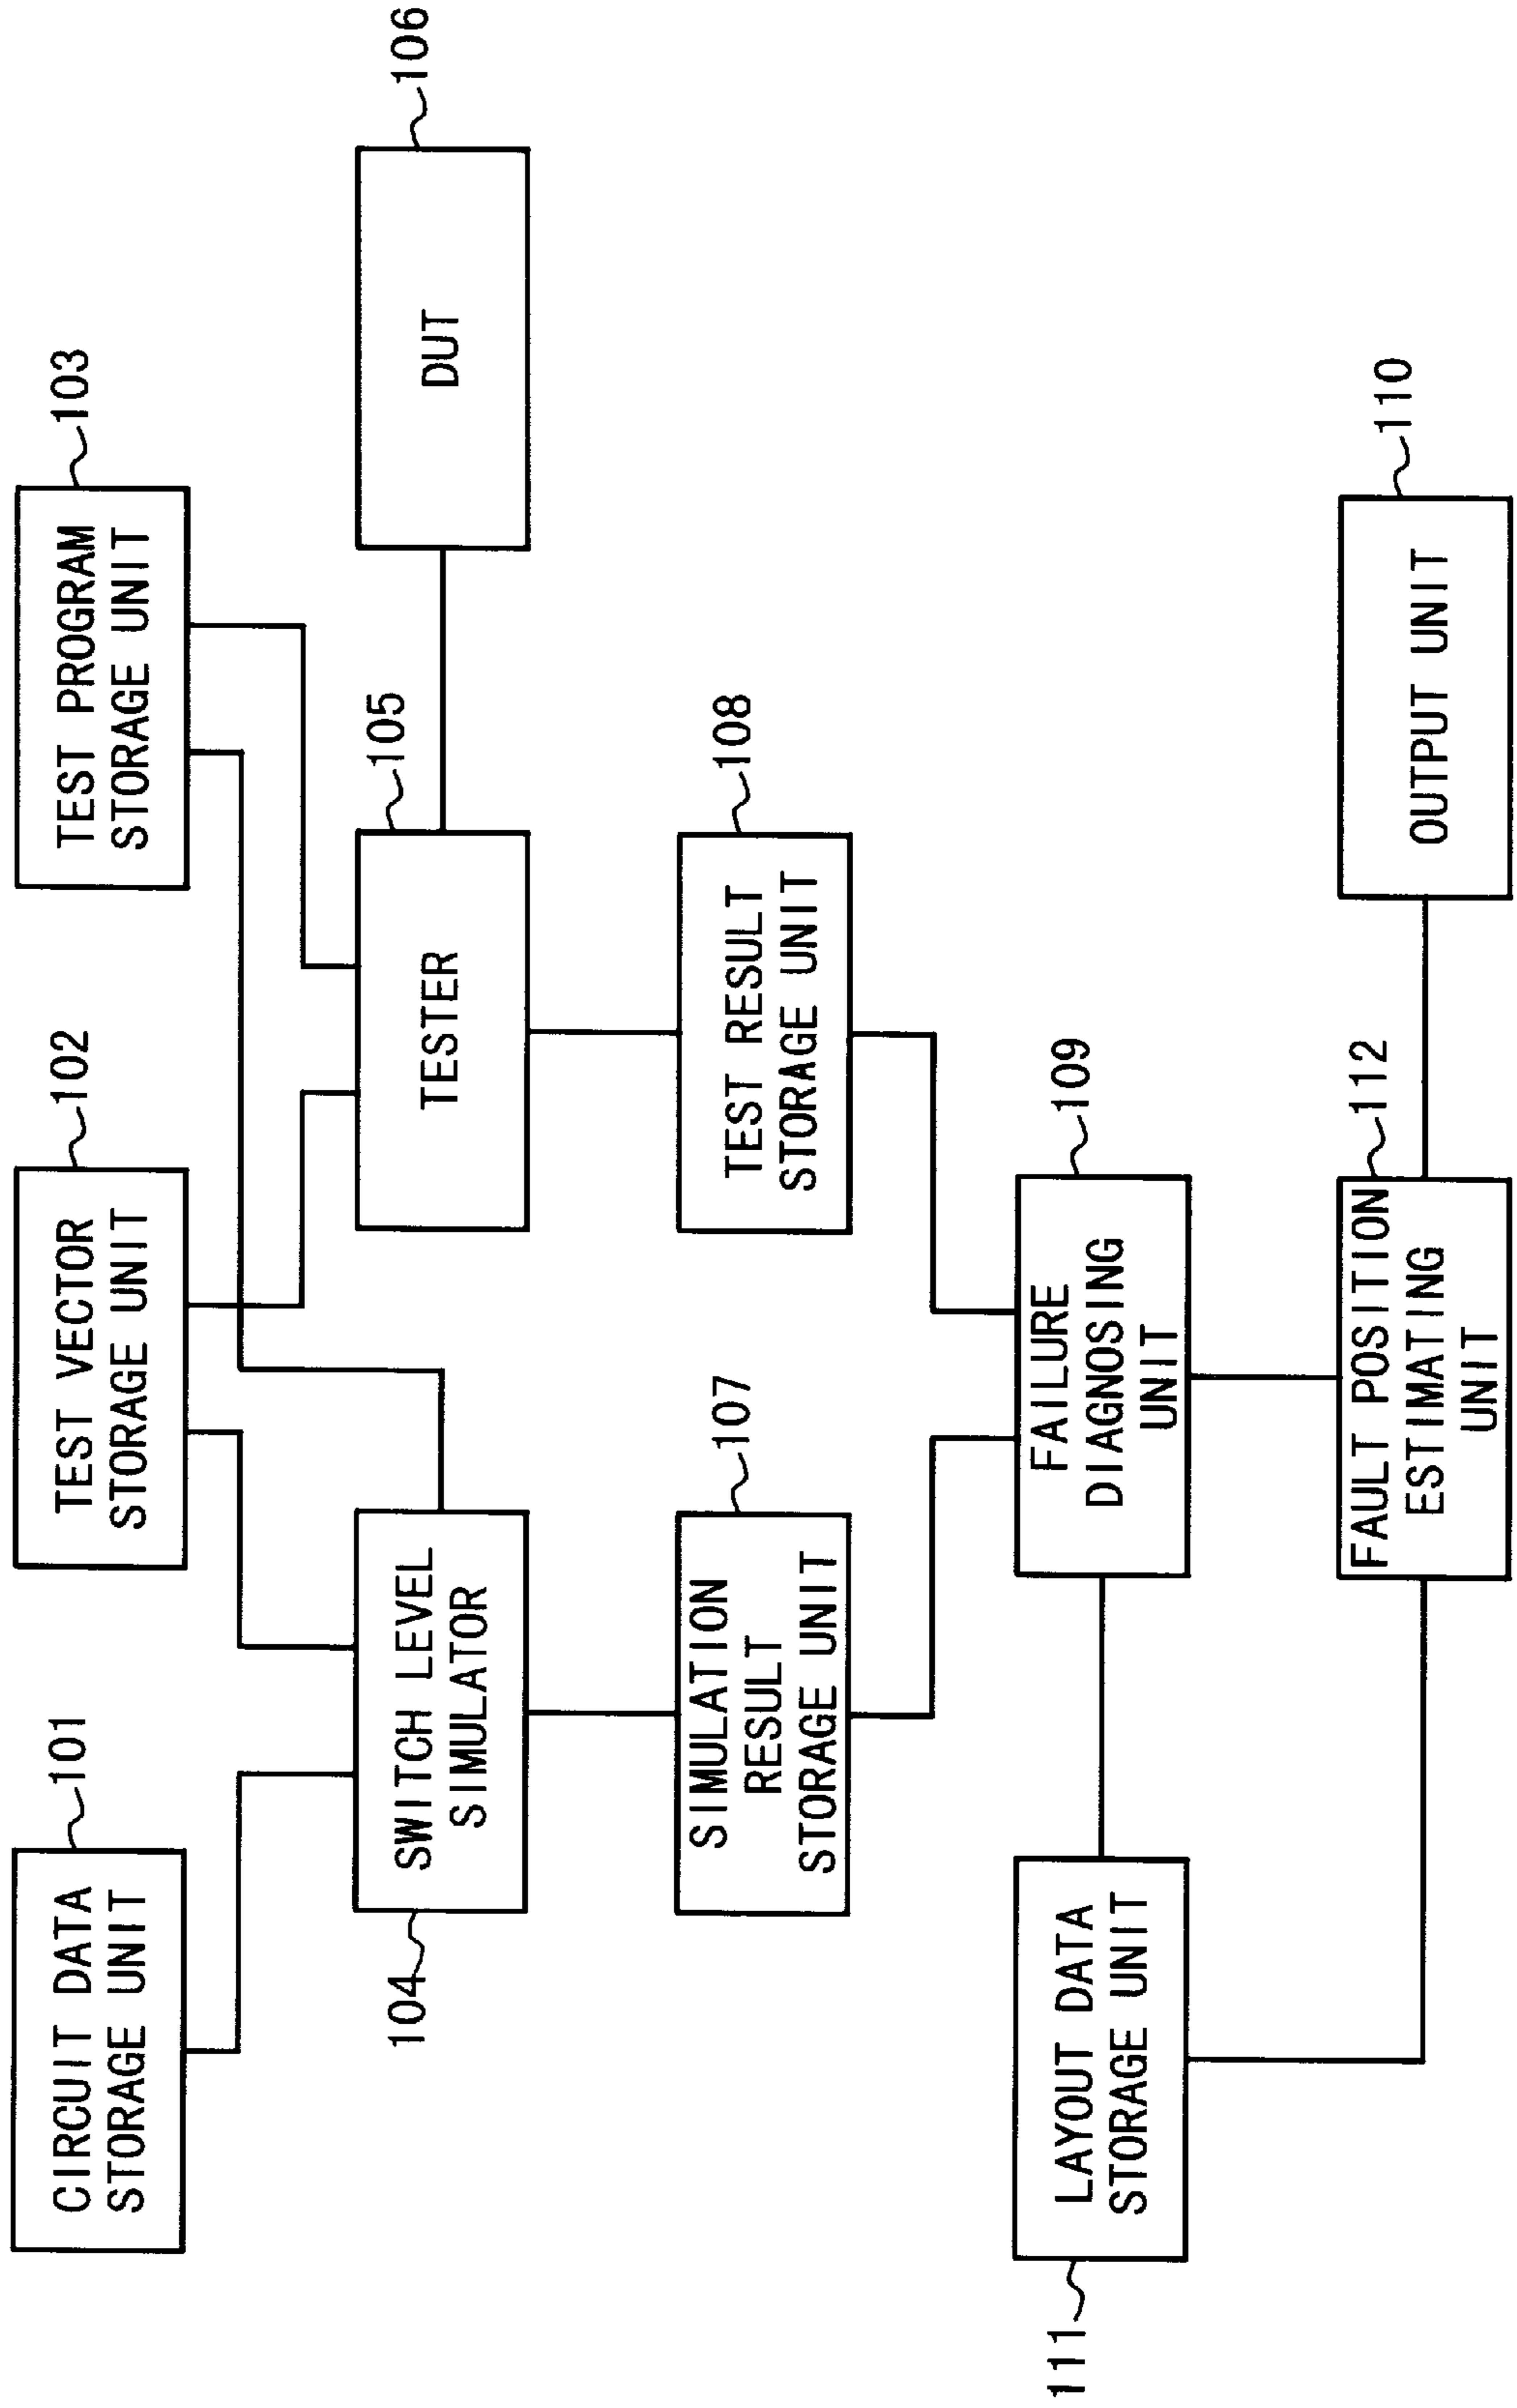 101
CIRCUIT DATA
STORAGE UNIT
102
TEST VECTOR
STORAGE UNIT
103
TEST PROGRAM
STORAGE UNIT
104
SWITCH LEVEL
SIMULATOR
105
TESTER
106
DUT
107
SIMULATION
RESULT
STORAGE UNIT
108
TEST RESULT
STORAGE UNIT
111
LAYOUT DATA
STORAGE UNIT
109
FAILURE
DIAGNOSING
UNIT
112
FAULT POSITION
ESTIMATING
UNIT
110
OUTPUT UNIT